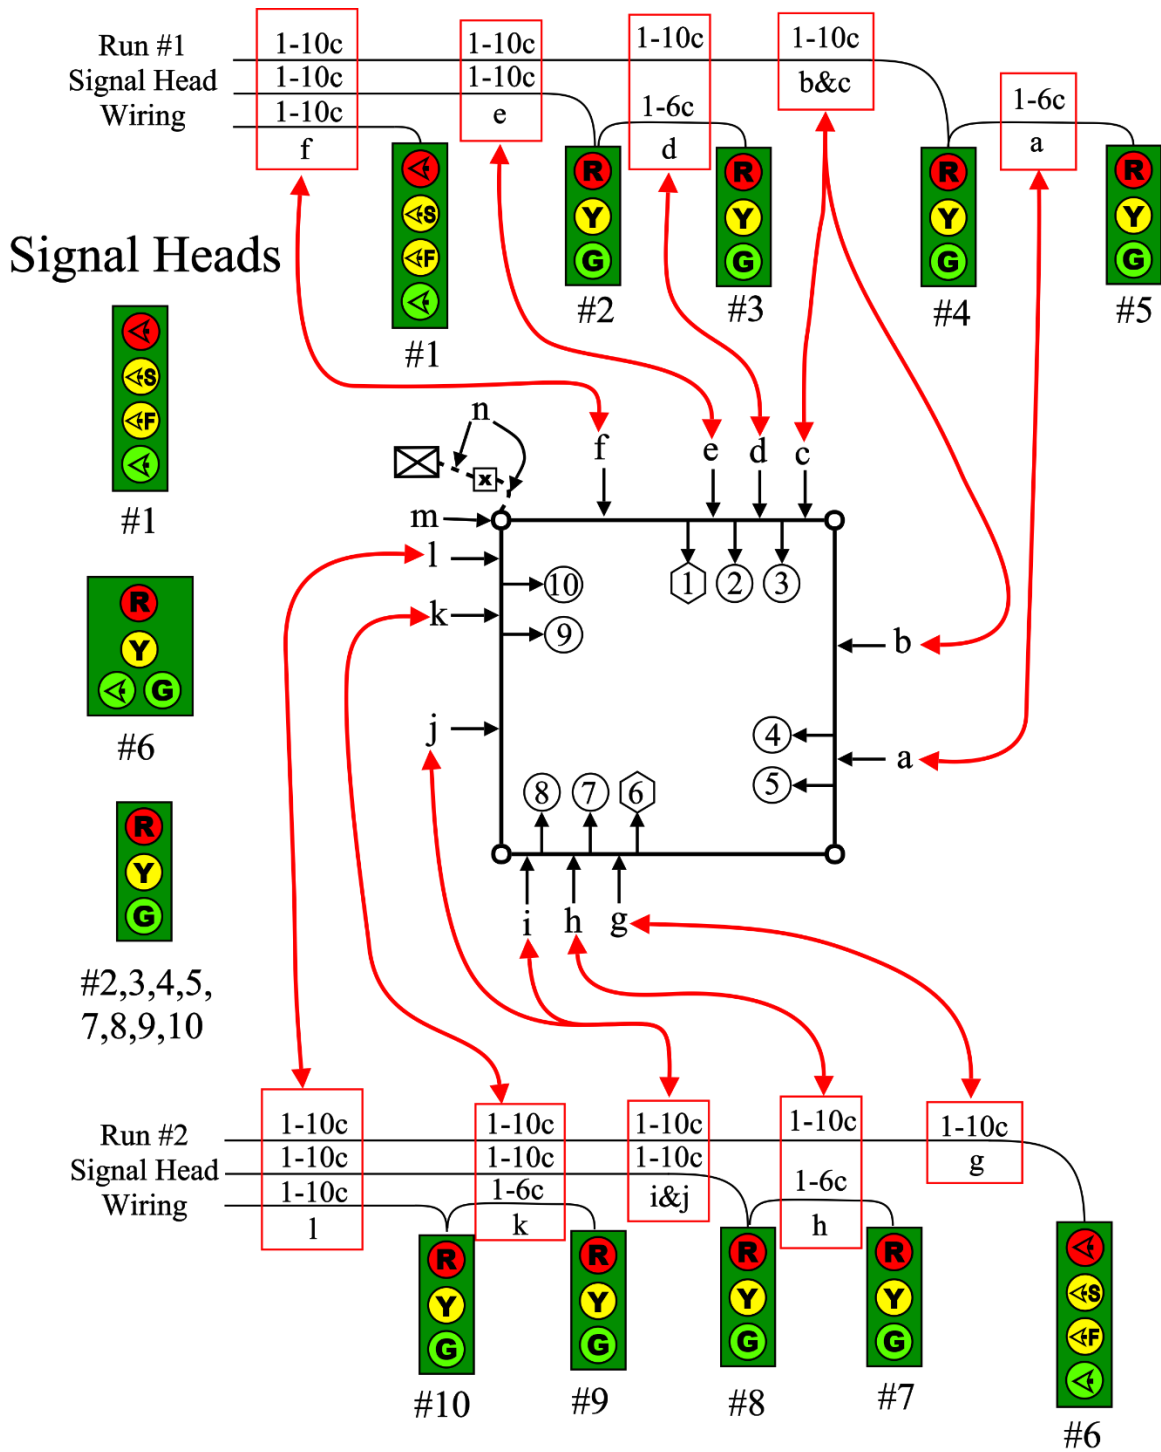 Run #1
Signal Head
Wiring
1-10c
1-10c
1-10c
f
1-10c
1-10c
e
1-10c
1-6c
d
1-10c
b&c
1-6c
a
S
F
#1
R
Y
G
#2
R
Y
G
#3
R
Y
G
#4
R
Y
G
#5
Signal Heads
S
F
#1
R
Y
G
#6
R
Y
G
#2,3,4,5,
7,8,9,10
n
x
f
e
d
c
m
l
k
j
10
9
1
2
3
b
4
a
5
8
7
6
i
h
g
Run #2
Signal Head
Wiring
1-10c
1-10c
1-10c
l
1-10c
1-10c
1-6c
k
1-10c
1-10c
i&j
1-10c
1-6c
h
1-10c
g
R
Y
G
#10
R
Y
G
#9
R
Y
G
#8
R
Y
G
#7
S
F
#6